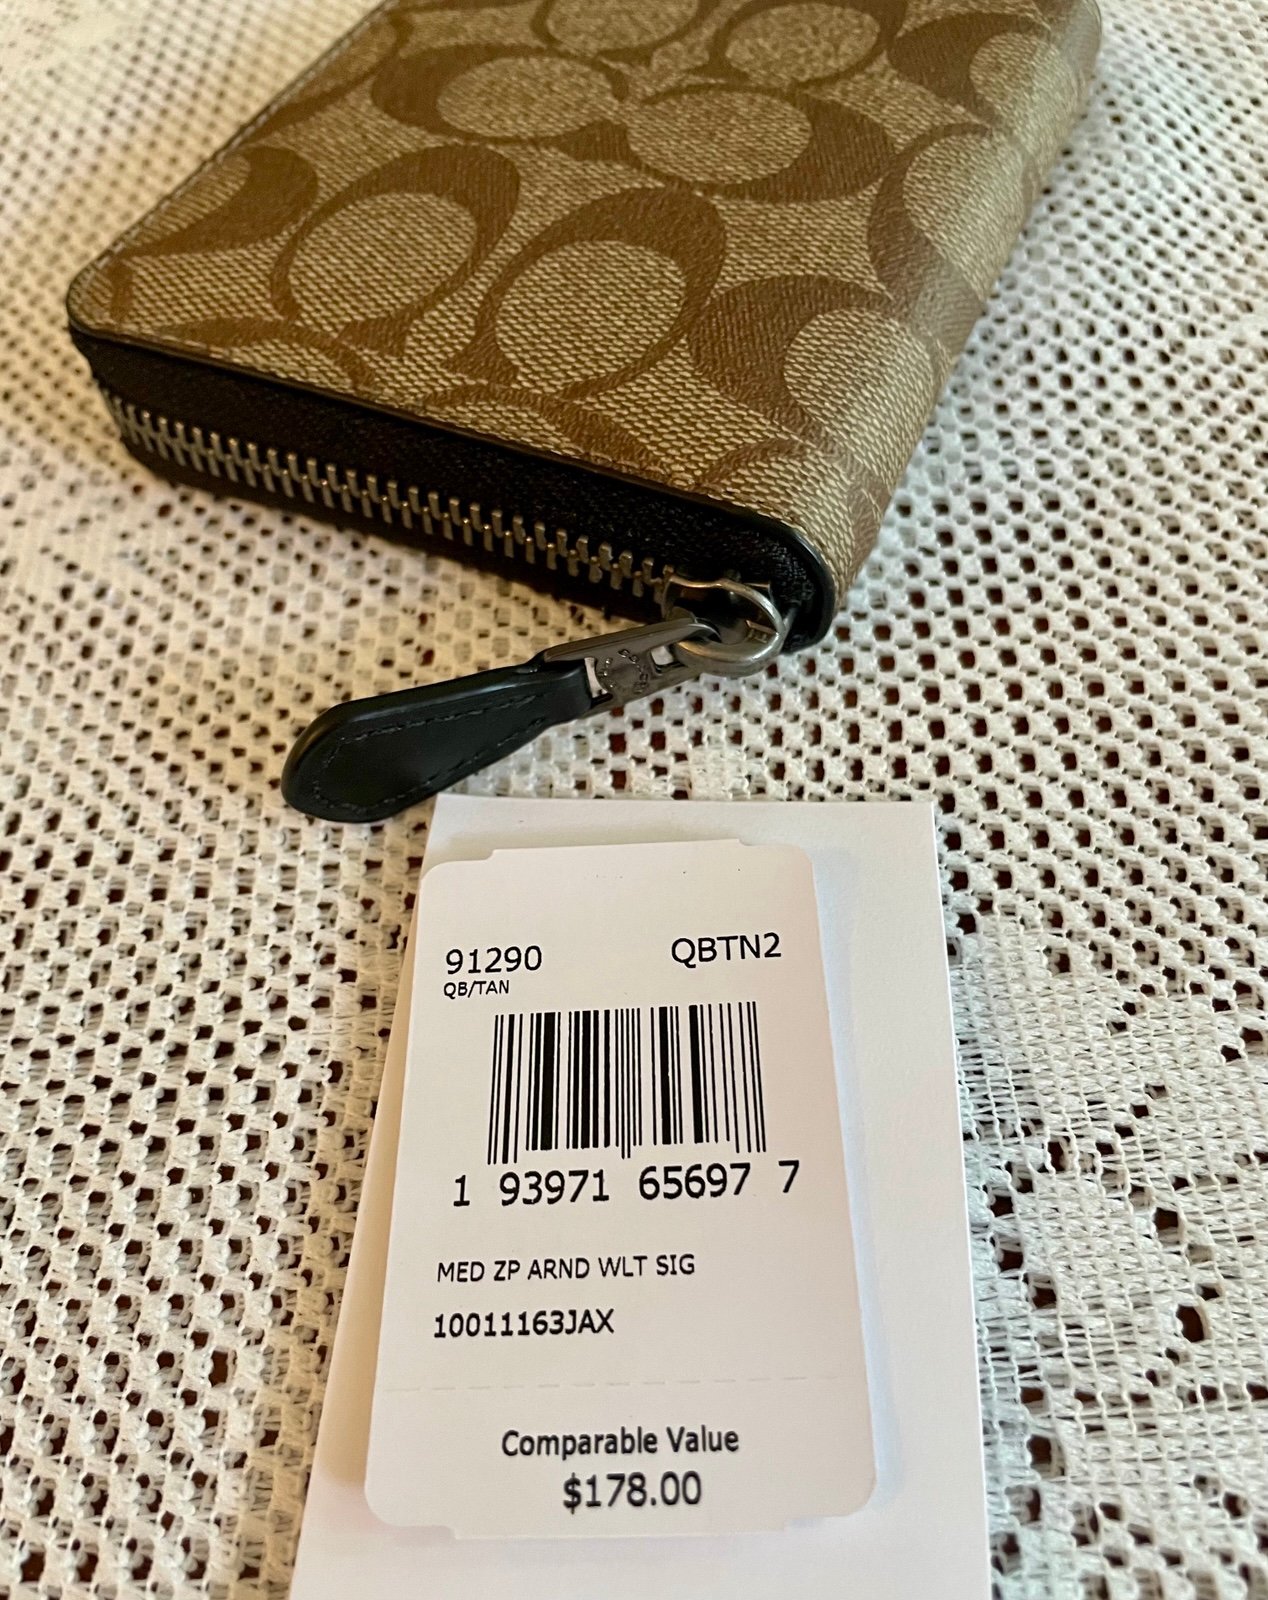 91290 QBTN2
QB/TAN
1 93971 65697 7
MED ZP ARND WLT SIG
10011163JAX
Comparable Value
$178.00